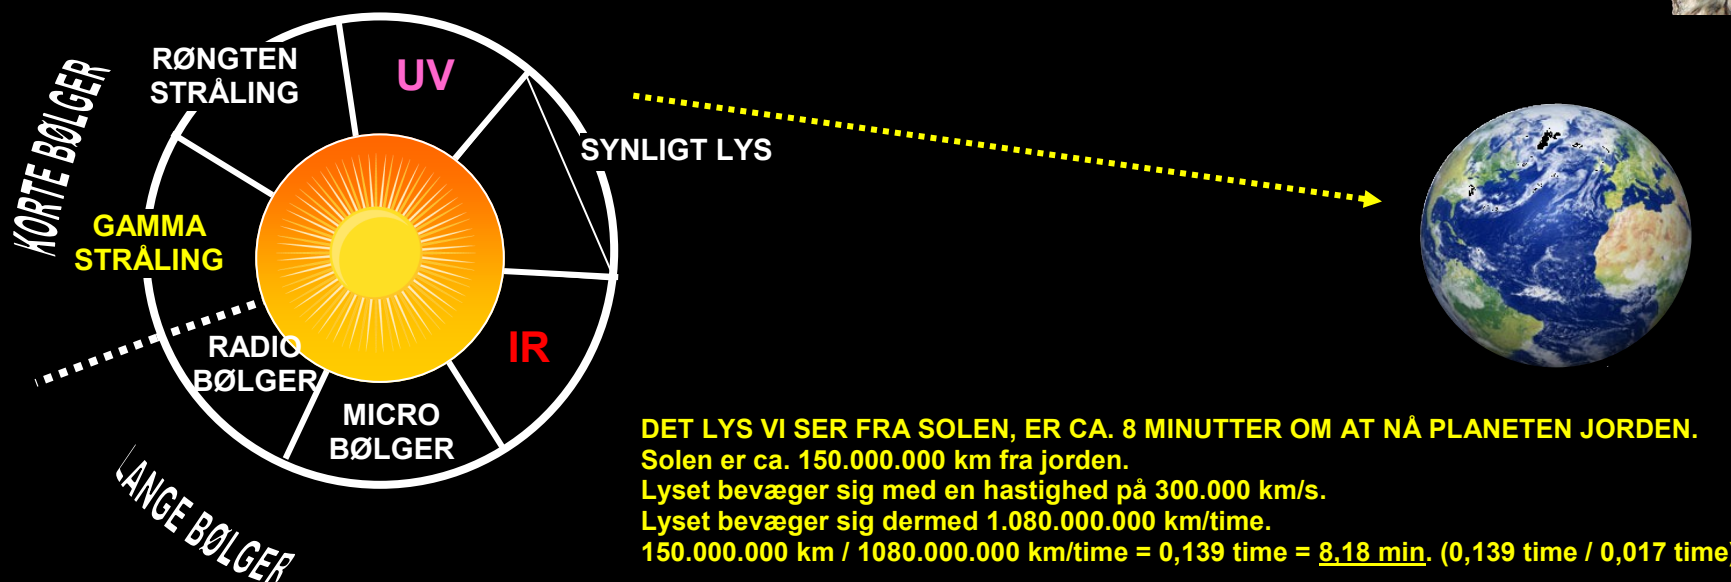 RØNGTEN
STRÅLING
UV
KORTE BØLGER
SYNLIGT LYS
GAMMA
STRÅLING
RADIO
BØLGER
IR
MICRO
BØLGER
LANGE BØLGER
DET LYS VI SER FRA SOLEN, ER CA. 8 MINUTTER OM AT NÅ PLANETEN JORDEN.
Solen er ca. 150.000.000 km fra jorden.
Lyset bevæger sig med en hastighed på 300.000 km/s.
Lyset bevæger sig dermed 1.080.000.000 km/time.
150.000.000 km / 1080.000.000 km/time = 0,139 time = 8,18 min. (0,139 time / 0,017 time)